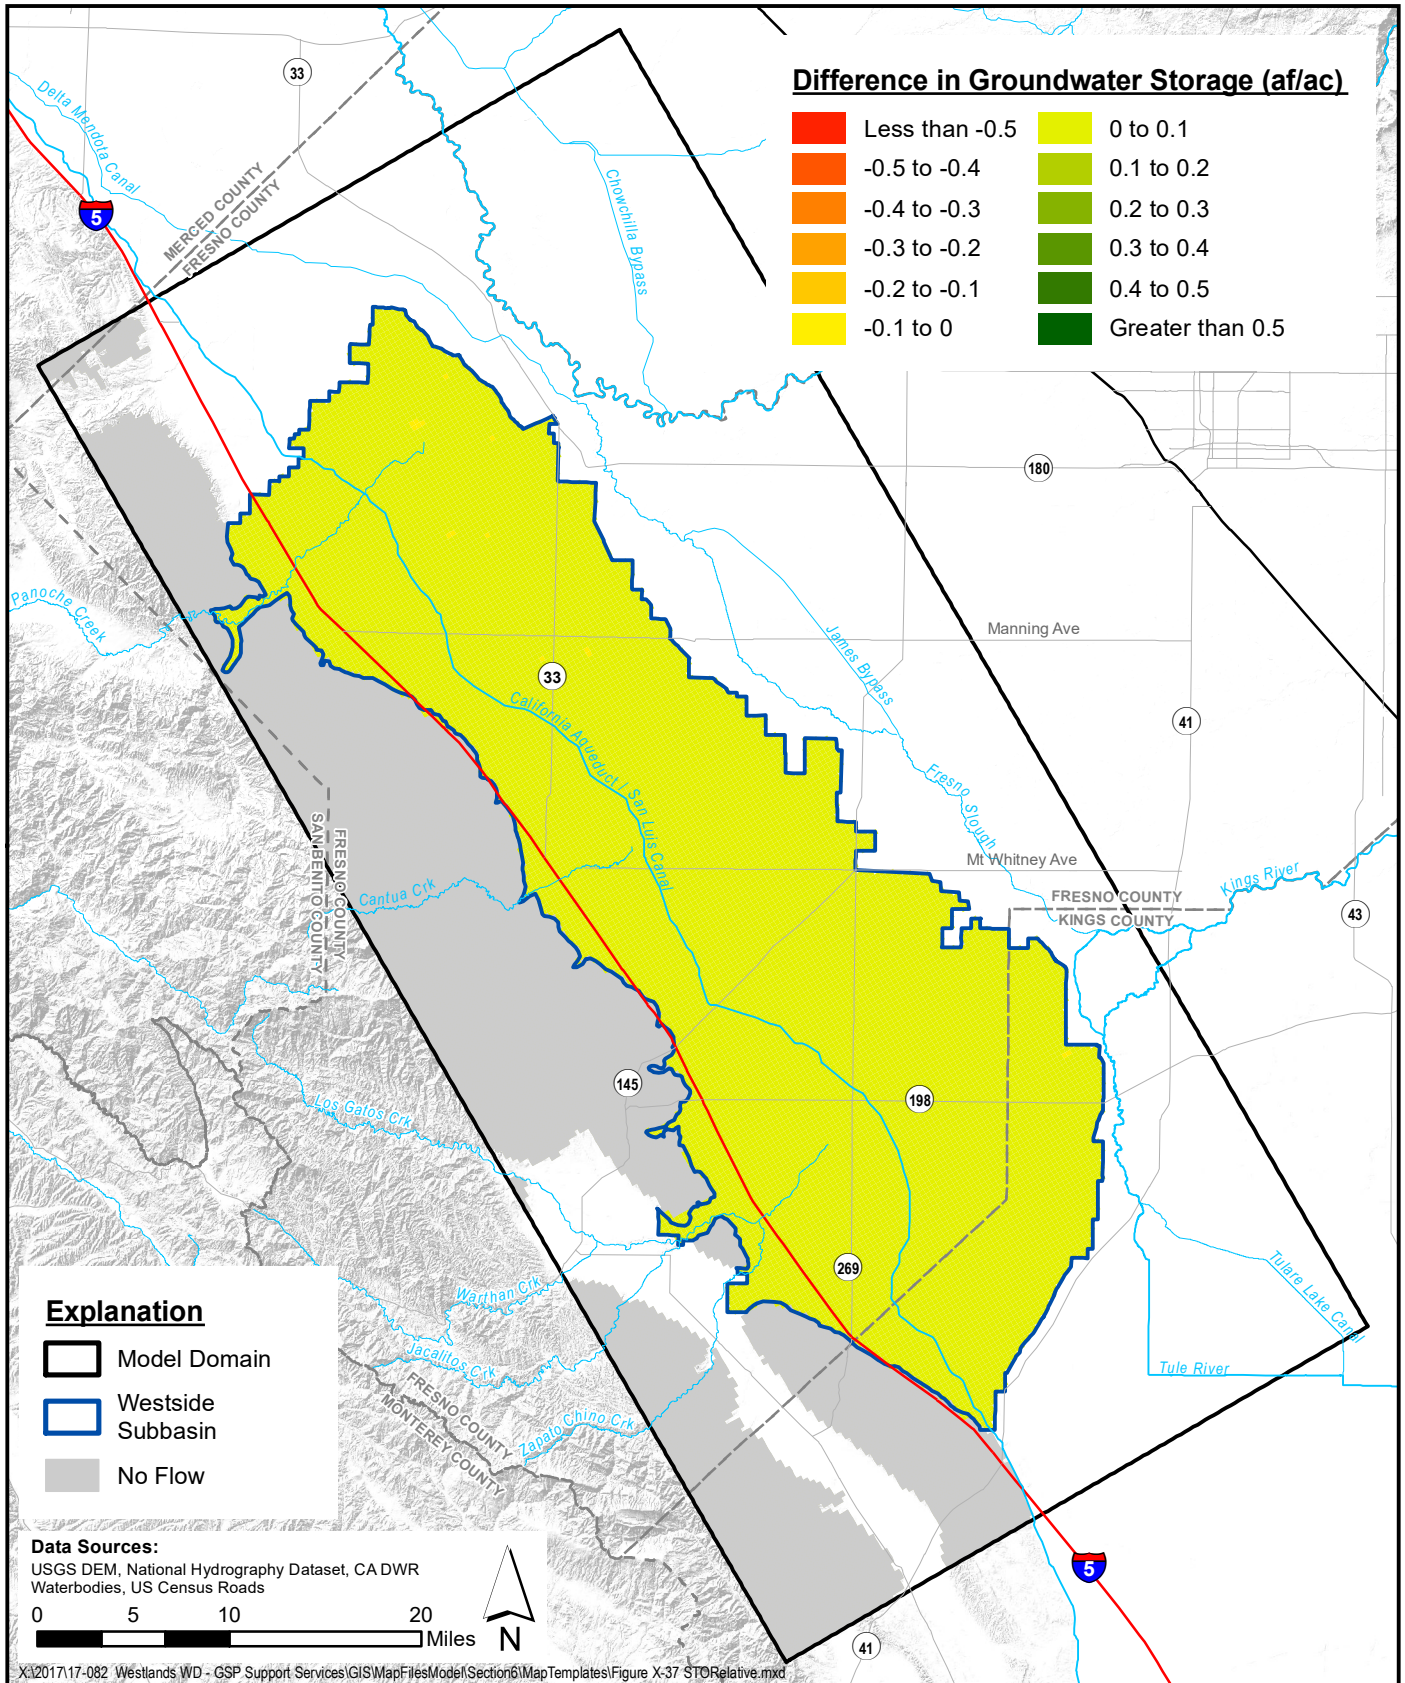 Difference in Groundwater Storage (af/ac)
Less than -0.5
-0.5 to -0.4
-0.4 to -0.3
-0.3 to -0.2
-0.2 to -0.1
-0.1 to 0
0 to 0.1
0.1 to 0.2
0.2 to 0.3
0.3 to 0.4
0.4 to 0.5
Greater than 0.5
33
Delta Mendota Canal
5
MERCED COUNTY
FRESNO COUNTY
Chowchilla Bypass
180
Panoche Creek
Manning Ave
James Bypass
33
41
California Aqueduct / San Luis Canal
Fresno Slough
SAN BENITO COUNTY
FRESNO COUNTY
Mt Whitney Ave
Kings River
Cantua Crk
FRESNO COUNTY
KINGS COUNTY
43
145
198
Los Gatos Crk
269
Warthan Crk
Tulare Lake Canal
Jacalitos Crk
Tule River
FRESNO COUNTY
MONTEREY COUNTY
Zapato Chino Crk
5
41
Explanation
Model Domain
Westside
Subbasin
No Flow
Data Sources:
USGS DEM, National Hydrography Dataset, CA DWR
Waterbodies, US Census Roads
0 5 10 20
Miles
N
X:\2017\17-082 Westlands WD - GSP Support Services\GIS\MapFilesModel\Section6\MapTemplates\Figure X-37 STORelative.mxd